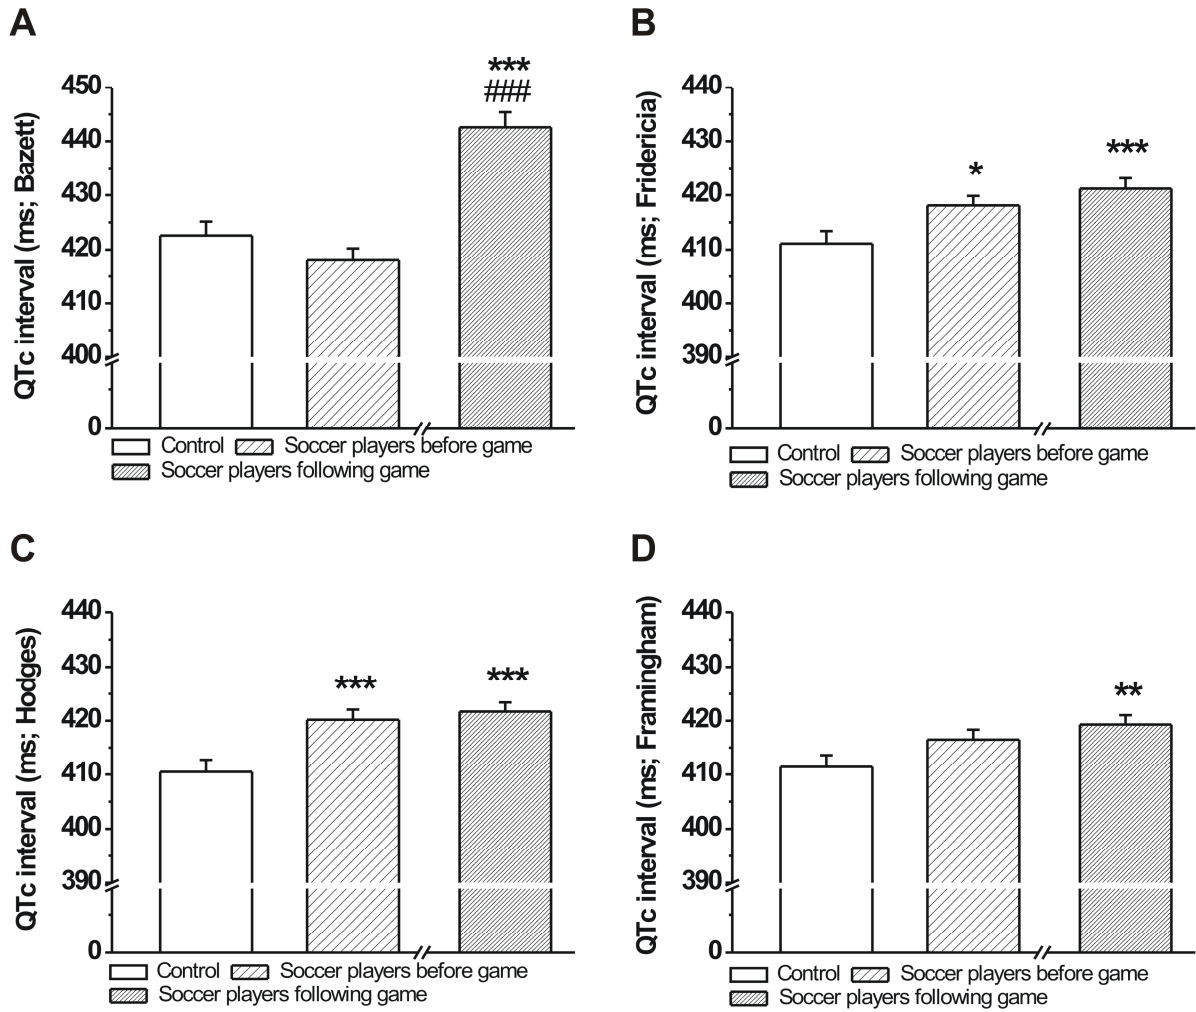 A
QTc interval (ms; Bazett)
450
440
430
420
410
400
0
***
###
Control Soccer players before game
Soccer players following game
B
QTc interval (ms; Fridericia)
440
430
420
410
400
390
0
*
***
Control Soccer players before game
Soccer players following game
C
QTc interval (ms; Hodges)
440
430
420
410
400
390
0
***
***
Control Soccer players before game
Soccer players following game
D
QTc interval (ms; Framingham)
440
430
420
410
400
390
0
**
Control Soccer players before game
Soccer players following game